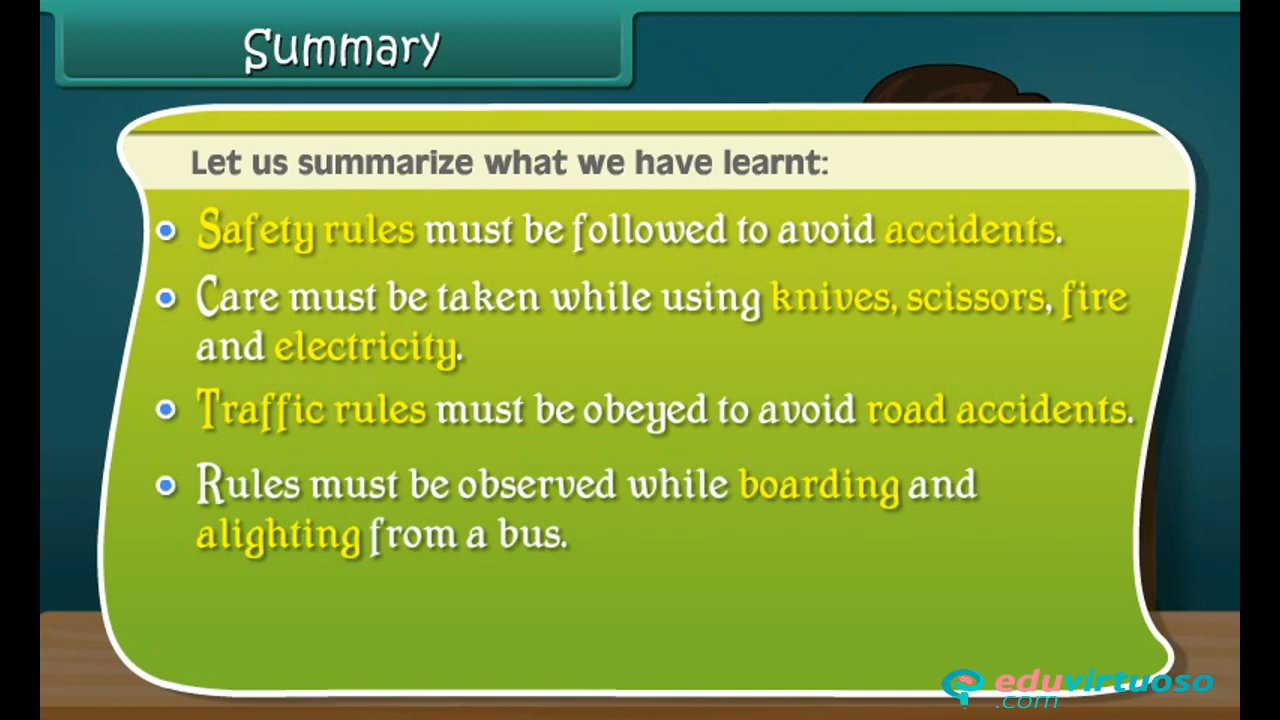 Summary
Let us summarize what we have learnt:
Safety rules must be followed to avoid accidents.
Care must be taken while using knives, scissors, fire
and electricity.
Traffic rules must be obeyed to avoid road accidents.
Rules must be observed while boarding and
alighting from a bus.
eduvirtuoso
.com